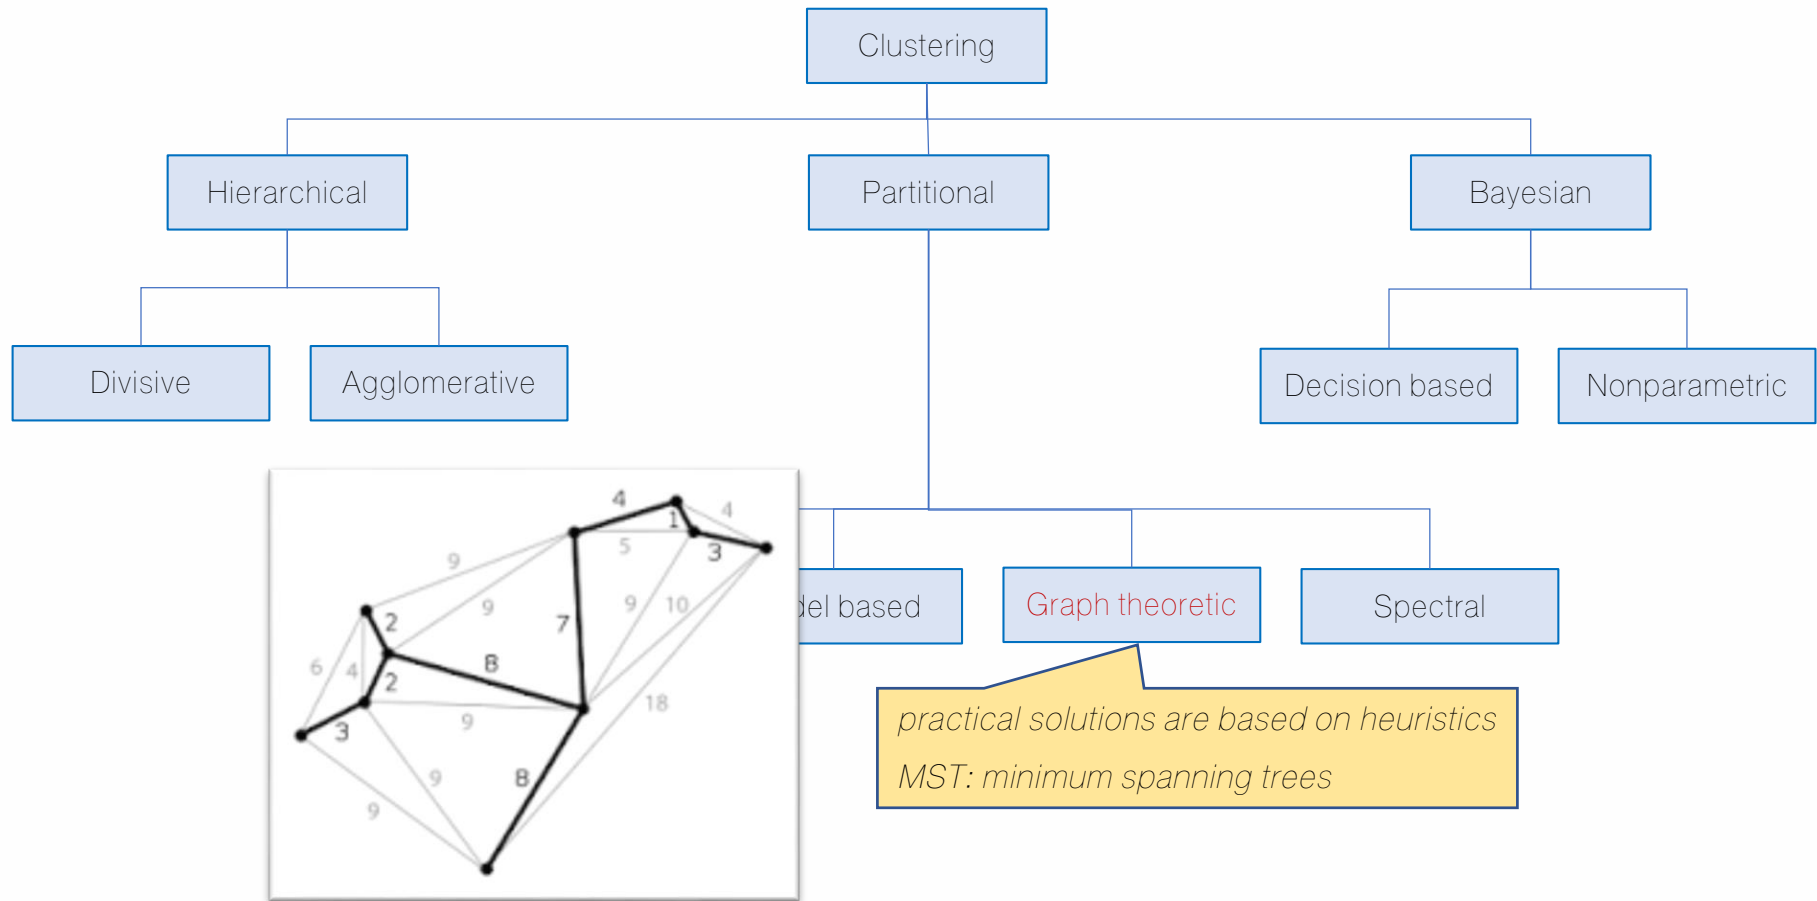 Clustering
Hierarchical
Partitional
Bayesian
Divisive
Agglomerative
Decision based
Nonparametric
4
4
1
5
3
9
9
9
10
7
2
8
6
4
2
18
9
3
8
9
9
del based
Graph theoretic
Spectral
practical solutions are based on heuristics
MST: minimum spanning trees